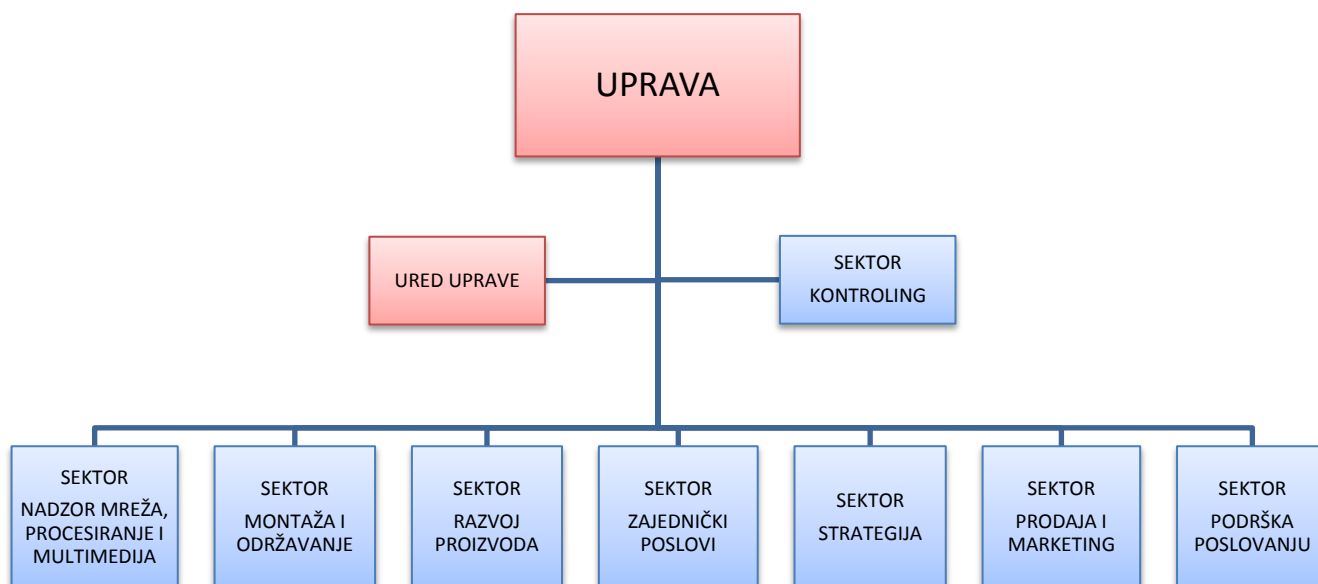 UPRAVA
URED UPRAVE
SEKTOR
KONTROLING
SEKTOR
NADZOR MREŽA,
PROCESIRANJE I
MULTIMEDIJA
SEKTOR
MONTAŽA I
ODRŽAVANJE
SEKTOR
RAZVOJ
PROIZVODA
SEKTOR
ZAJEDNIČKI
POSLOVI
SEKTOR
STRATEGIJA
SEKTOR
PRODAJA I
MARKETING
SEKTOR
PODRŠKA
POSLOVANJU